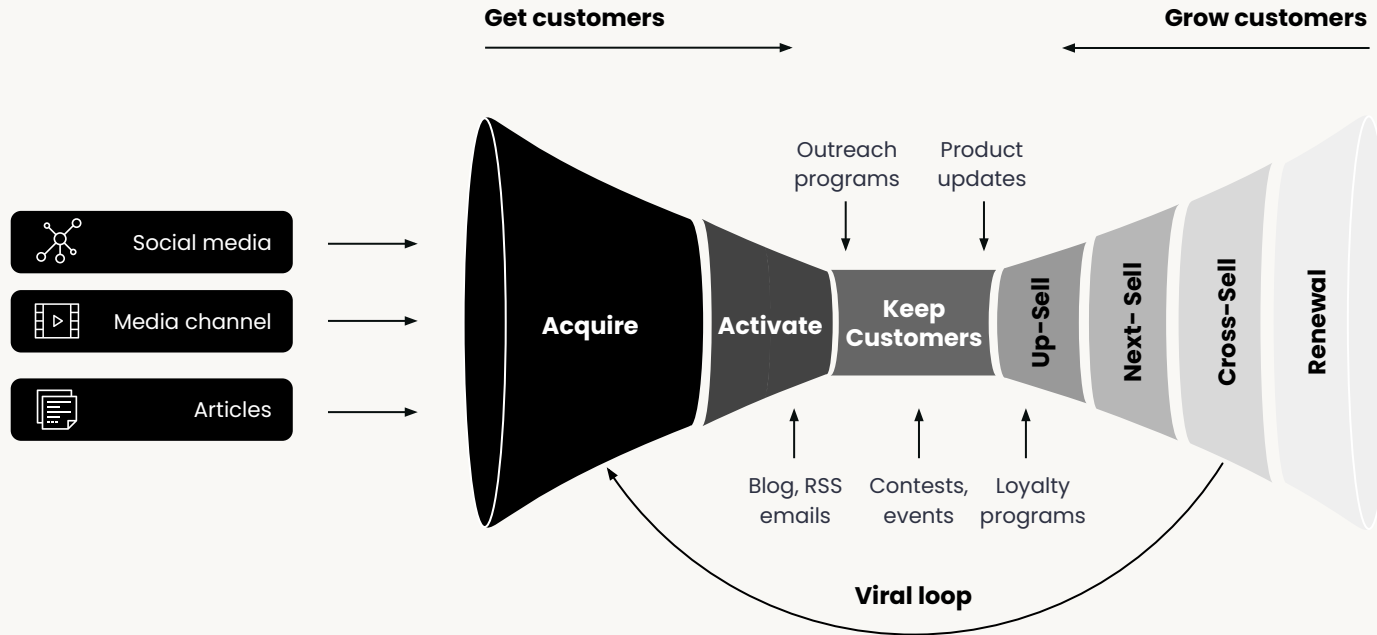 Get customers
Grow customers
Outreach
programs
Product
updates
Social media
Media channel
Articles
Acquire
Activate
Keep
Customers
Up-Sell
Next- Sell
Cross-Sell
Renewal
Blog, RSS
emails
Contests,
events
Loyalty
programs
Viral loop